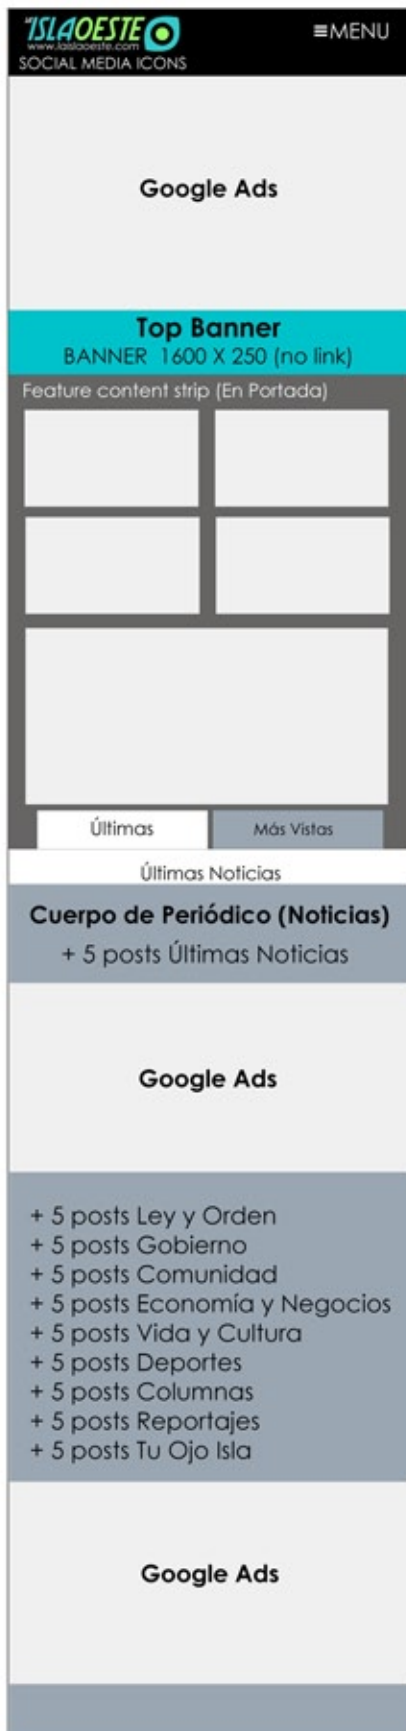 LA ISLAOESTE
www.laislaoeste.com
SOCIAL MEDIA ICONS
≡MENU
Google Ads
Top Banner
BANNER 1600 X 250 (no link)
Feature content strip (En Portada)
Últimas
Más Vistas
Últimas Noticias
Cuerpo de Periódico (Noticias)
+ 5 posts Últimas Noticias
Google Ads
+ 5 posts Ley y Orden
+ 5 posts Gobierno
+ 5 posts Comunidad
+ 5 posts Economía y Negocios
+ 5 posts Vida y Cultura
+ 5 posts Deportes
+ 5 posts Columnas
+ 5 posts Reportajes
+ 5 posts Tu Ojo Isla
Google Ads